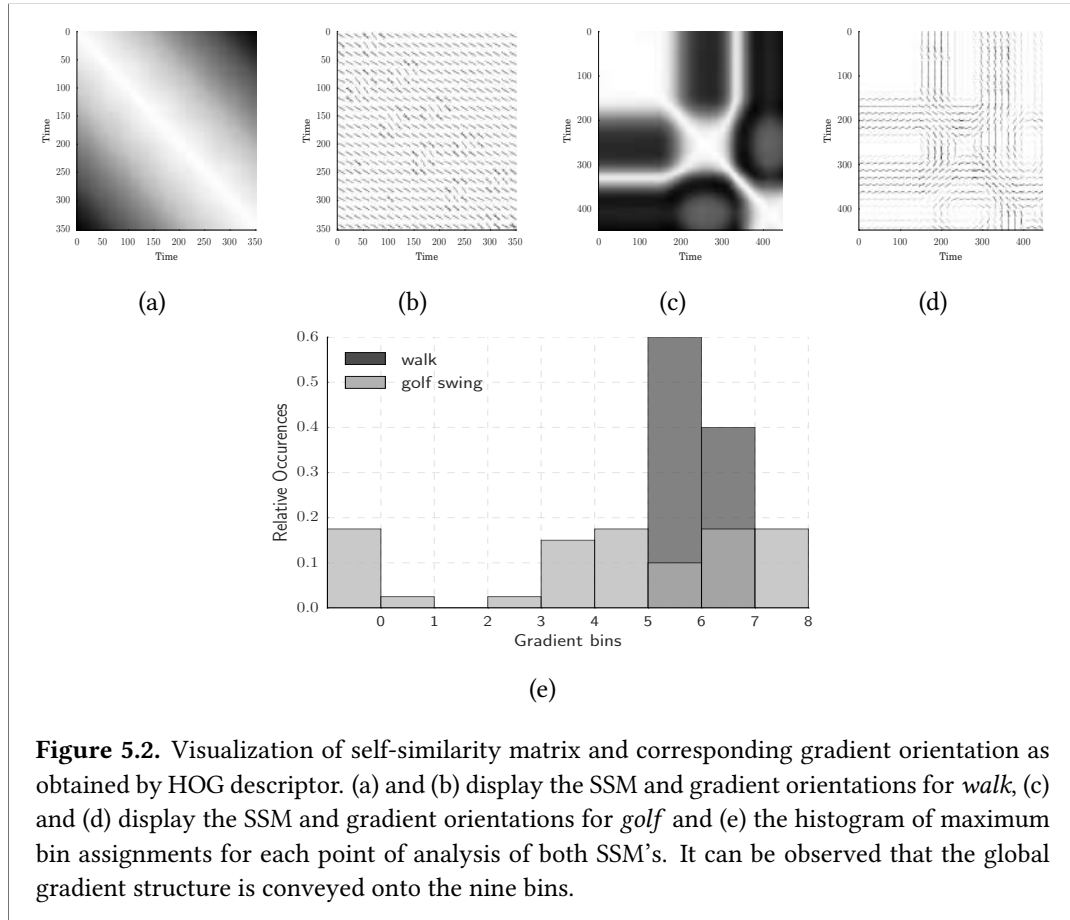 0
50
100
150
200
250
300
350
Time
0 50 100 150 200 250 300 350
Time
(a)
0
50
100
150
200
250
300
350
0 50 100 150 200 250 300 350
Time
(b)
0
100
200
300
400
Time
0 100 200 300 400
Time
(c)
0
100
200
300
400
Time
0 100 200 300 400
Time
(d)
0.6
0.5
0.4
0.3
0.2
0.1
0.0
Relative Occurences
walk
golf swing
0 1 2 3 4 5 6 7 8
Gradient bins
(e)
Figure 5.2. Visualization of self-similarity matrix and corresponding gradient orientation as
obtained by HOG descriptor. (a) and (b) display the SSM and gradient orientations for walk, (c)
and (d) display the SSM and gradient orientations for golf and (e) the histogram of maximum
bin assignments for each point of analysis of both SSM's. It can be observed that the global
gradient structure is conveyed onto the nine bins.